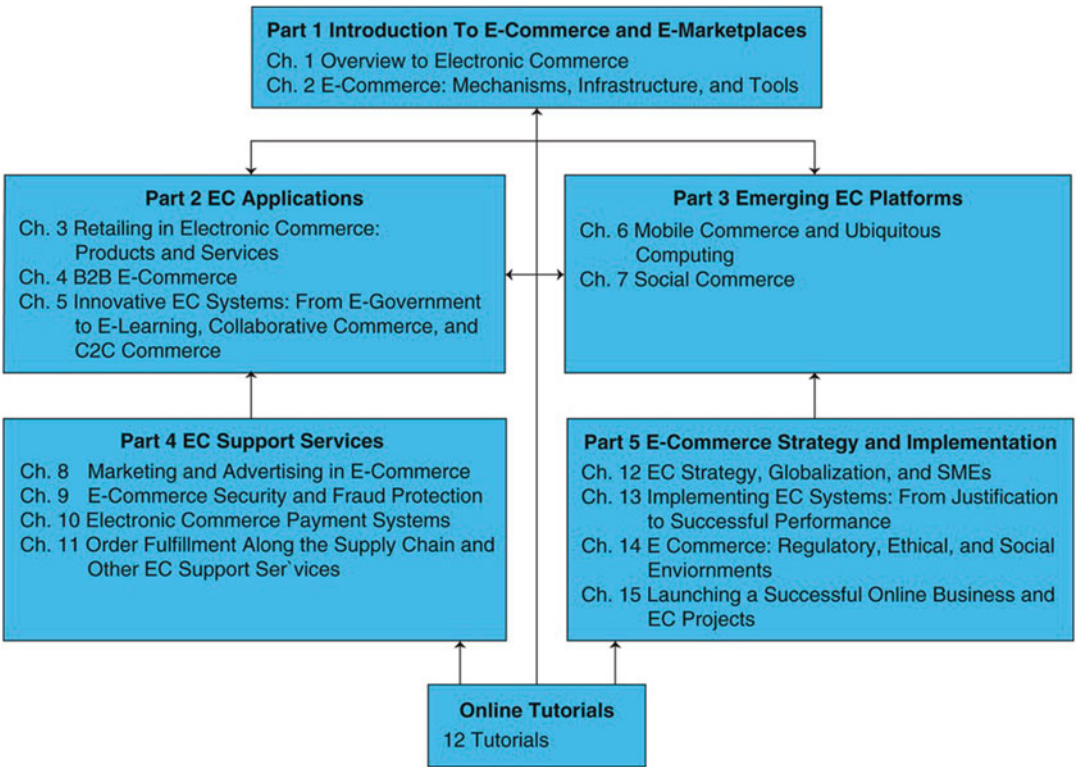 Part 1 Introduction To E-Commerce and E-Marketplaces
Ch. 1 Overview to Electronic Commerce
Ch. 2 E-Commerce: Mechanisms, Infrastructure, and Tools
Part 2 EC Applications
Ch. 3 Retailing in Electronic Commerce:
Products and Services
Ch. 4 B2B E-Commerce
Ch. 5 Innovative EC Systems: From E-Government
to E-Learning, Collaborative Commerce, and
C2C Commerce
Part 3 Emerging EC Platforms
Ch. 6 Mobile Commerce and Ubiquitous
Computing
Ch. 7 Social Commerce
Part 4 EC Support Services
Ch. 8 Marketing and Advertising in E-Commerce
Ch. 9 E-Commerce Security and Fraud Protection
Ch. 10 Electronic Commerce Payment Systems
Ch. 11 Order Fulfillment Along the Supply Chain and
Other EC Support Ser`vices
Part 5 E-Commerce Strategy and Implementation
Ch. 12 EC Strategy, Globalization, and SMEs
Ch. 13 Implementing EC Systems: From Justification
to Successful Performance
Ch. 14 E Commerce: Regulatory, Ethical, and Social
Enviornments
Ch. 15 Launching a Successful Online Business and
EC Projects
Online Tutorials
12 Tutorials